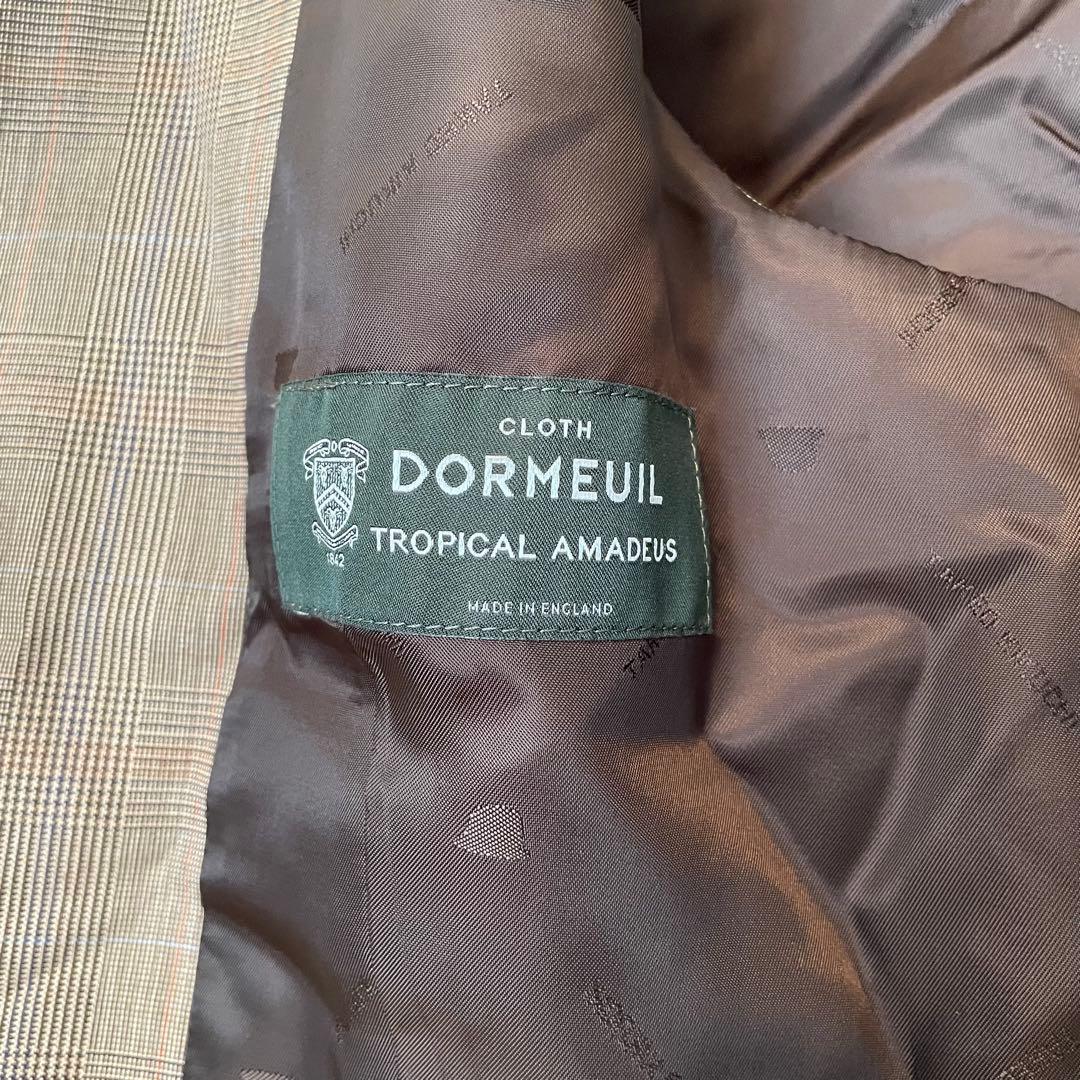 CLOTH
DORMEUIL
TROPICAL AMADEUS
1842
MADE IN ENGLAND